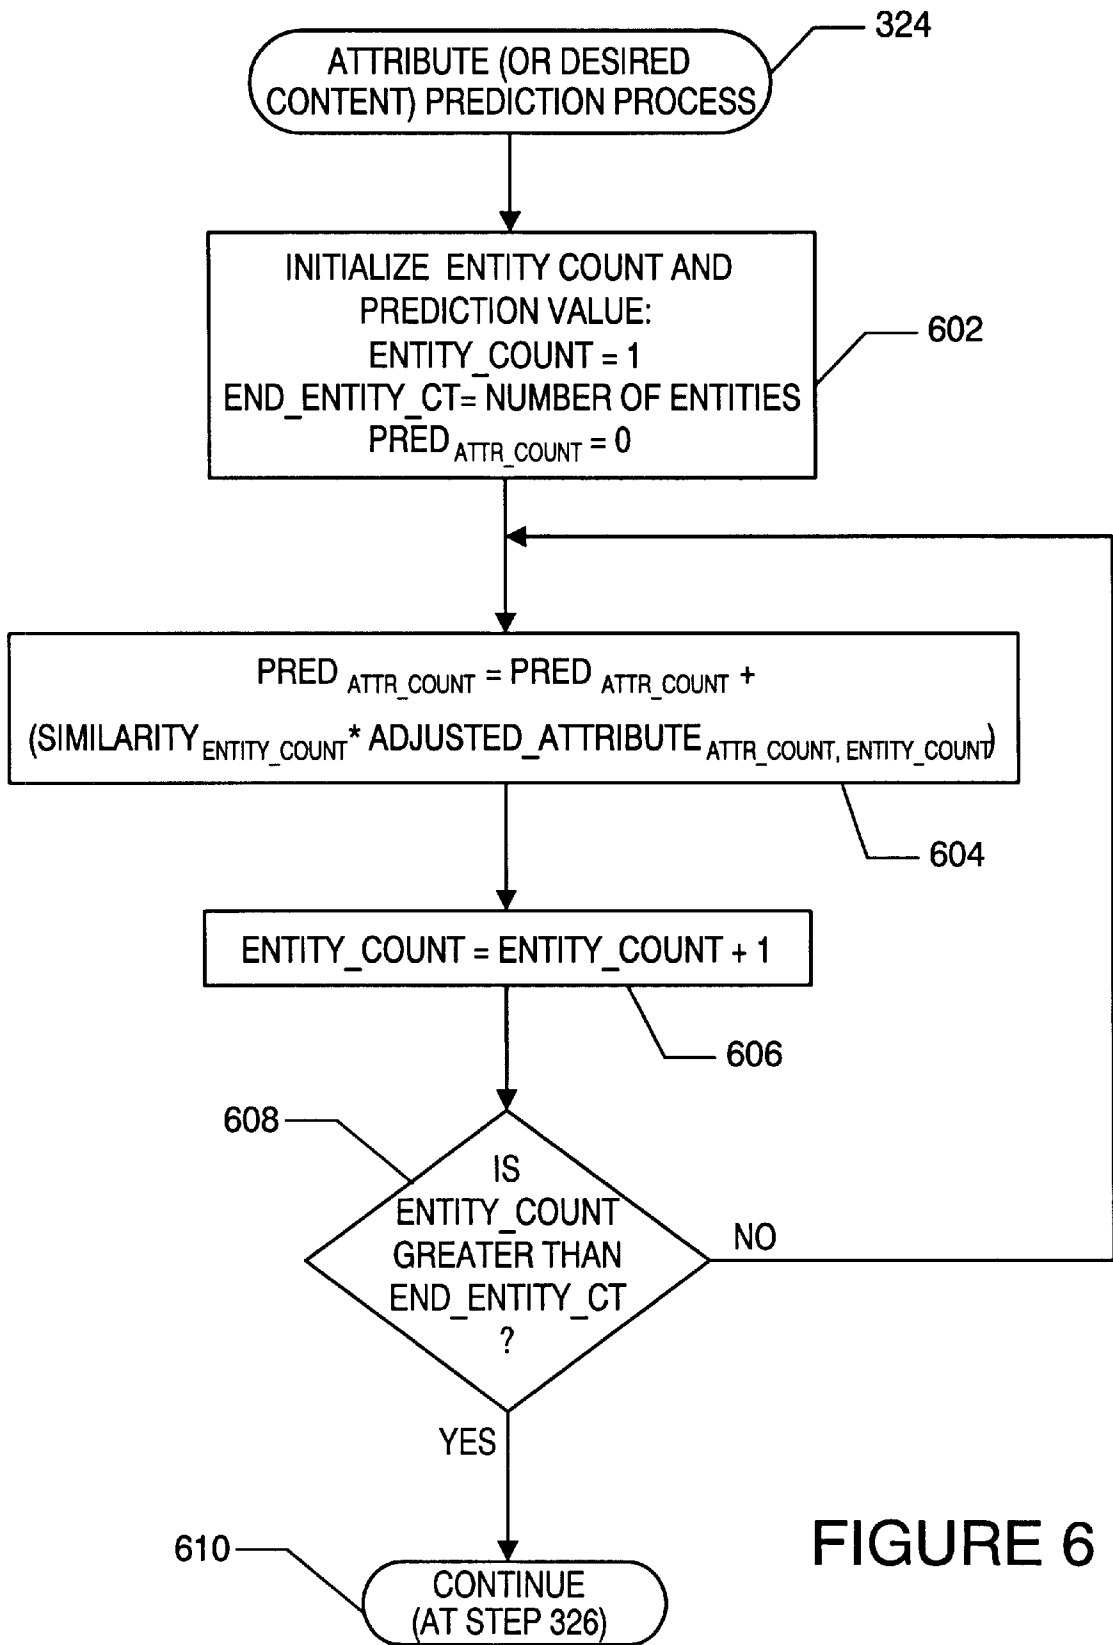 324
ATTRIBUTE (OR DESIRED
CONTENT) PREDICTION PROCESS
INITIALIZE ENTITY COUNT AND
PREDICTION VALUE:
ENTITY_COUNT = 1
END_ENTITY_CT= NUMBER OF ENTITIES
PRED ATTR_COUNT = 0
602
PRED ATTR_COUNT = PRED ATTR_COUNT +
(SIMILARITY ENTITY_COUNT * ADJUSTED_ATTRIBUTE ATTR_COUNT, ENTITY_COUNT)
604
ENTITY_COUNT = ENTITY_COUNT + 1
606
608
IS
ENTITY_COUNT
GREATER THAN
END_ENTITY_CT
?
NO
YES
610
CONTINUE
(AT STEP 326)
FIGURE 6